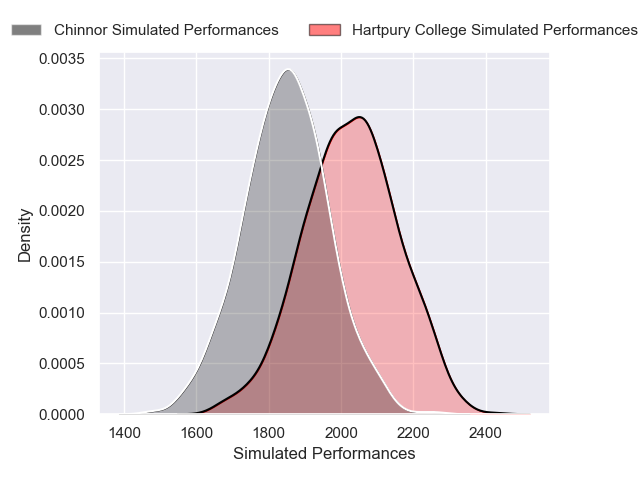 Chinnor Simulated Performances
Hartpury College Simulated Performances
0.0035
0.0030
0.0025
0.0020
0.0015
0.0010
0.0005
0.0000
Density
1400 1600 1800 2000 2200 2400
Simulated Performances